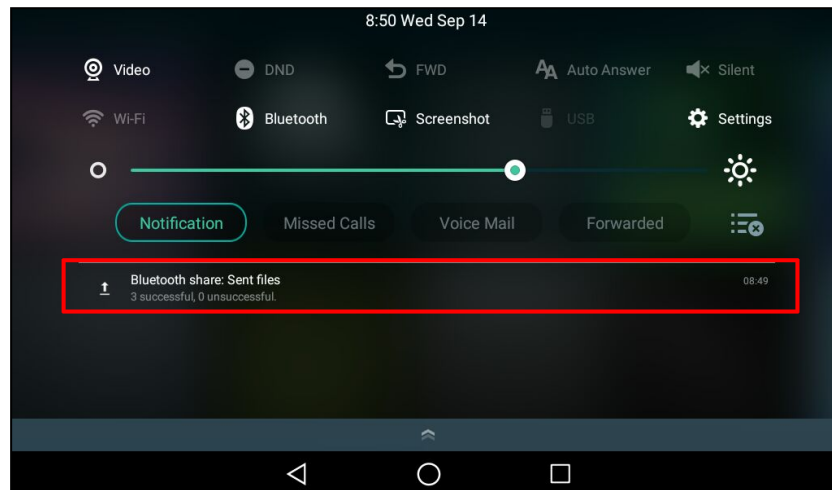 8:50 Wed Sep 14
Video DND FWD AA Auto Answer Silent
Wi-Fi Bluetooth Screenshot USB Settings
Notification Missed Calls Voice Mail Forwarded
Bluetooth share: Sent files 08:49
3 successful, 0 unsuccessful.